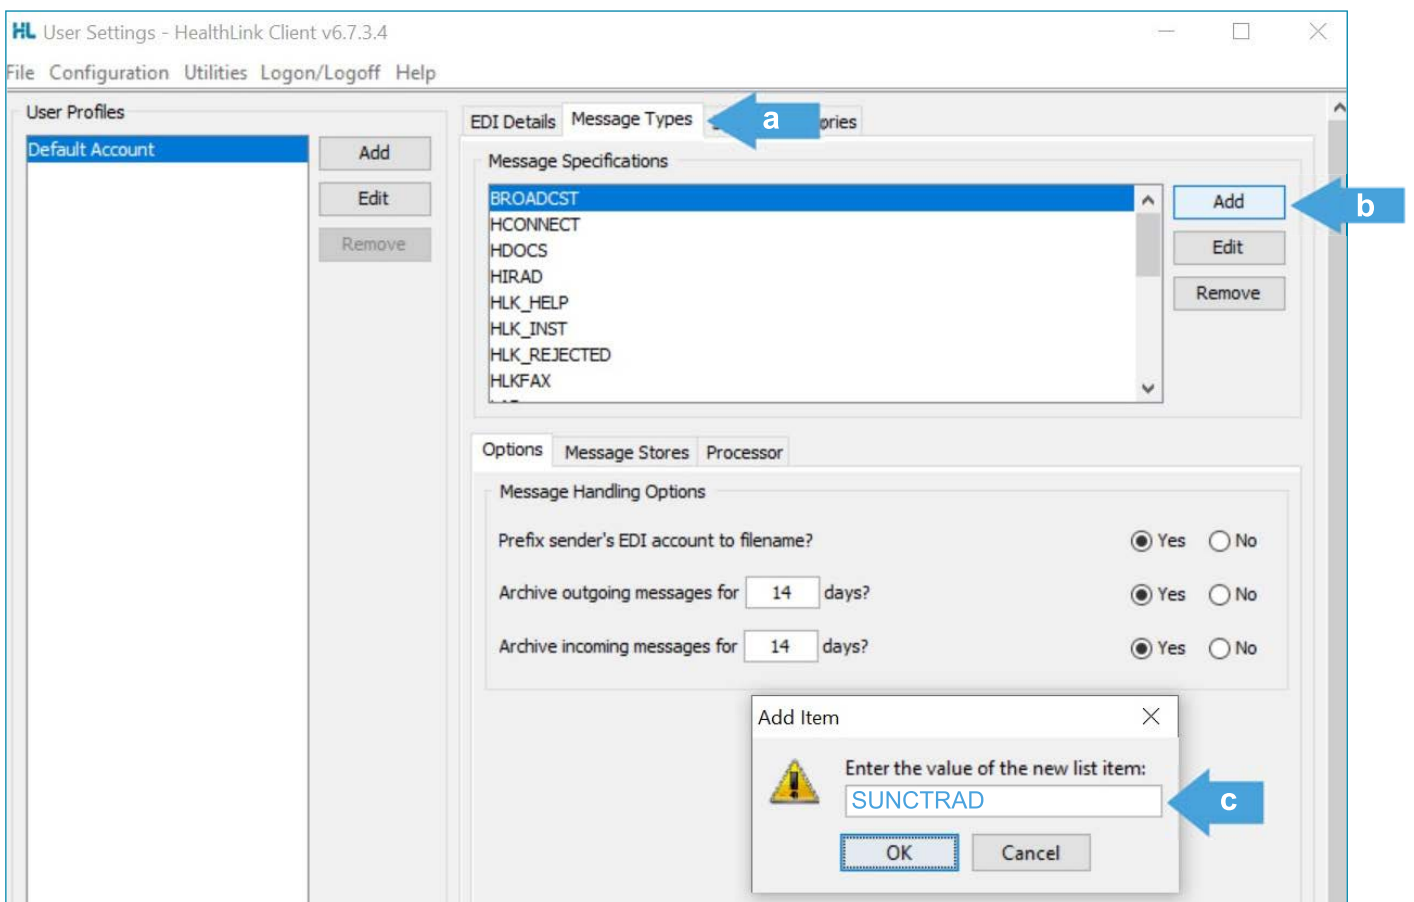 HL User Settings - HealthLink Client v6.7.3.4
File Configuration Utilities Logon/Logoff Help
User Profiles
Default Account
Add
Edit
Remove
EDI Details Message Types a
Message Specifications
BROADCST
HCONNECT
HDOCS
HIRAD
HLK_HELP
HLK_INST
HLK_REJECTED
HLKFAX
Add b
Edit
Remove
Options Message Stores Processor
Message Handling Options
Prefix sender's EDI account to filename? Yes No
Archive outgoing messages for 14 days? Yes No
Archive incoming messages for 14 days? Yes No
Add Item
Enter the value of the new list item:
SUNCTRAD c
OK Cancel